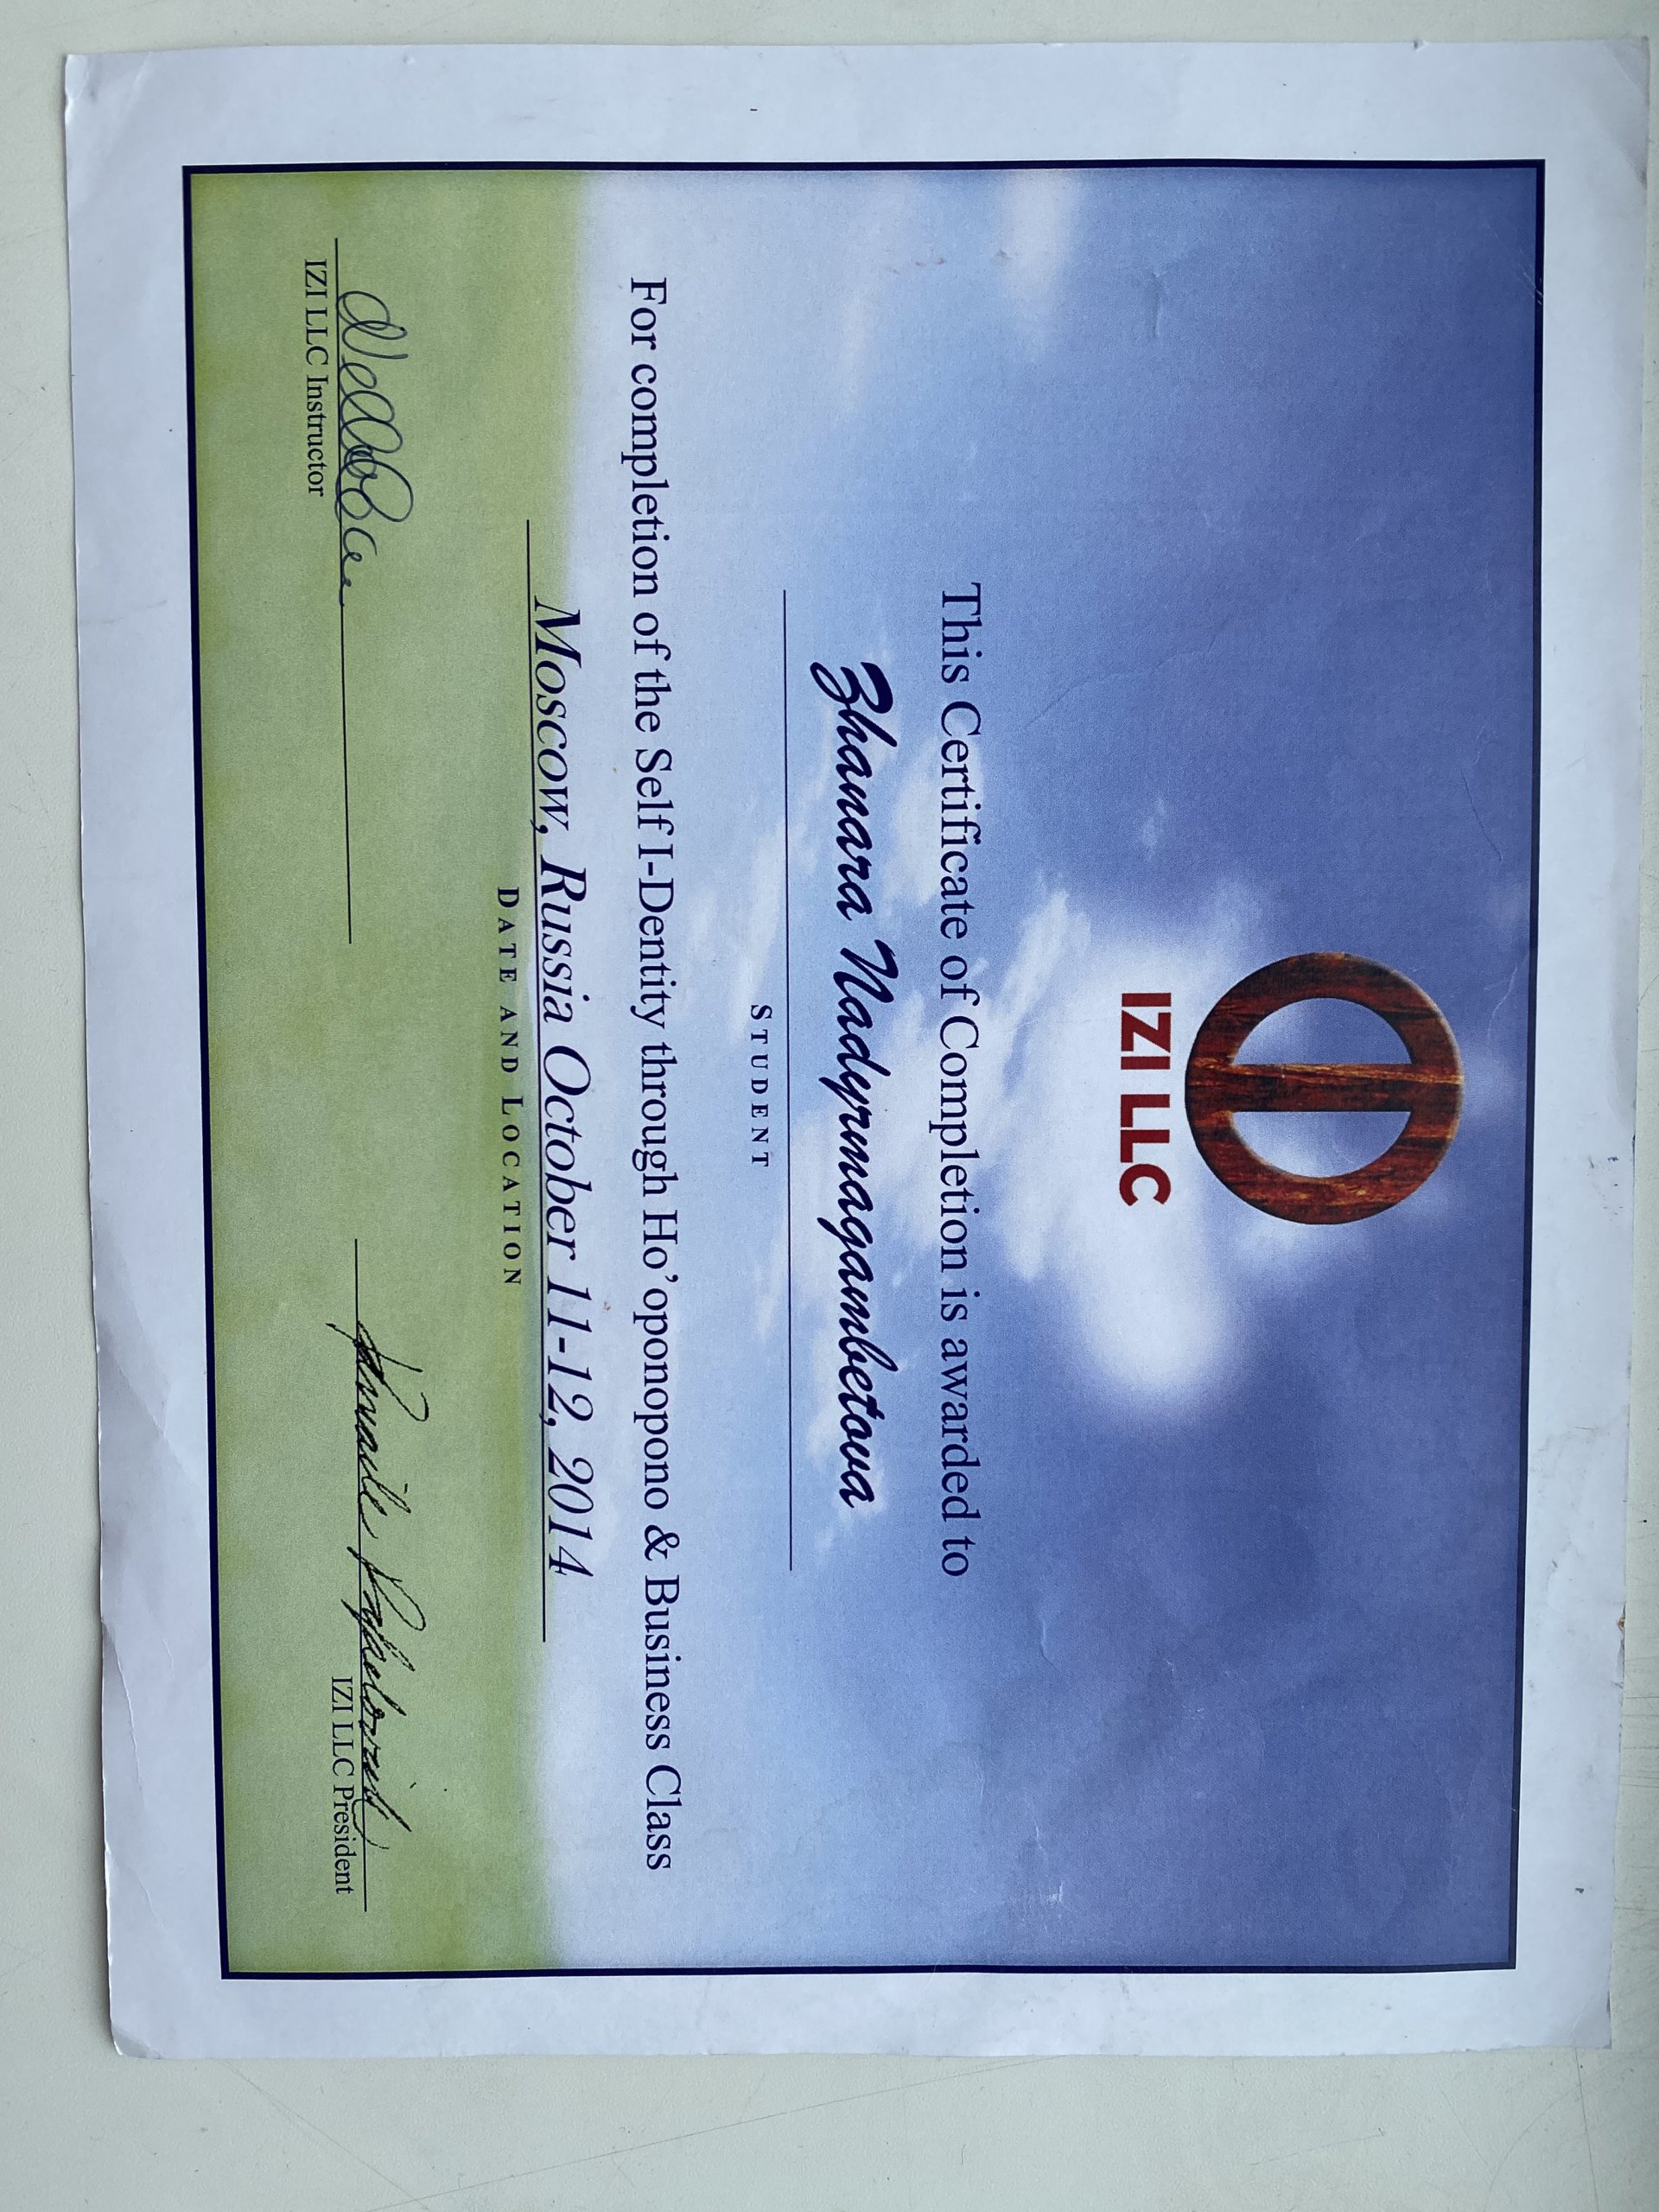 IZI LLC
This Certificate of Completion is awarded to
Zhanara Nadyrmagambetova
STUDENT
For completion of the Self I-Dentity through Ho'oponopono & Business Class
Moscow, Russia October 11-12, 2014
DATE AND LOCATION
IZI LLC Instructor
IZI LLC President